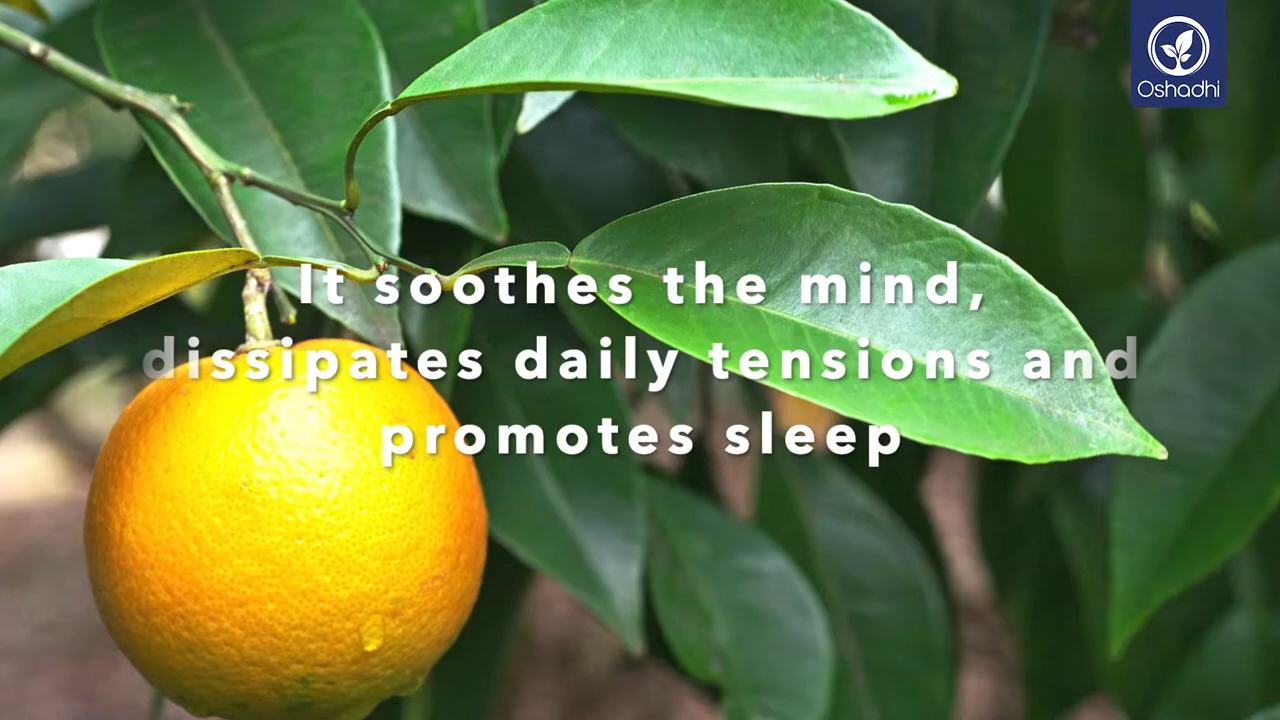 Oshadhi
It soothes the mind,
dissipates daily tensions and
promotes sleep